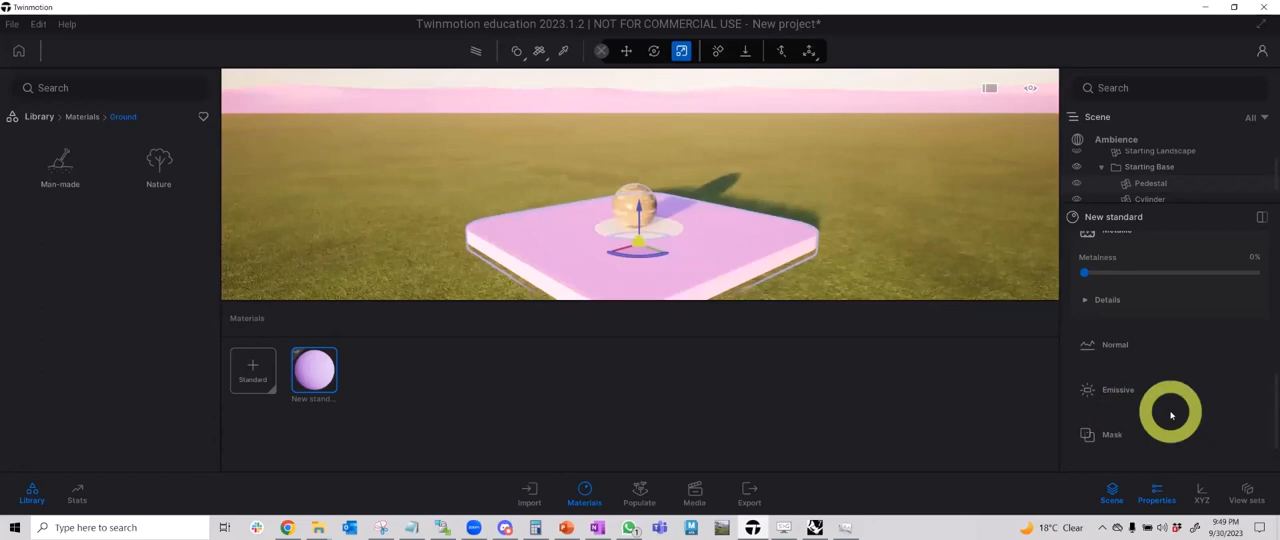 Twinmotion
File Edit Help
Twinmotion education 2023.1.2 | NOT FOR COMMERCIAL USE - New project*
Search
Search
Library > Materials > Ground
Scene
All
Man-made
Nature
Ambience
Starting Landscape
Starting Base
Pedestal
Cylinder
New standard
Metallic
Metalness
0%
Details
Normal
Emissive
Mask
Materials
Standard
New stand...
Library
Stats
Import
Materials
Populate
Media
Export
Scene
Properties
XYZ
View sets
Type here to search
18°C Clear
9:49 PM
9/30/2023